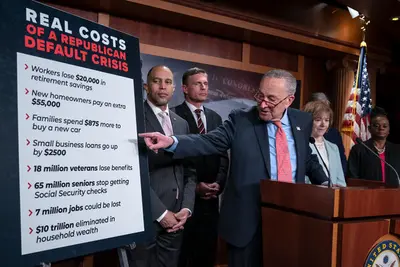 REAL COSTS
OF A REPUBLICAN
DEFAULT CRISIS
Workers lose $20,000 in
retirement savings
New homeowners pay an extra
$55,000
Families spend $875 more to
buy a new car
Small business loans go up
by $2500
18 million veterans lose benefits
65 million seniors stop getting
Social Security checks
7 million jobs could be lost
$10 trillion eliminated in
household wealth